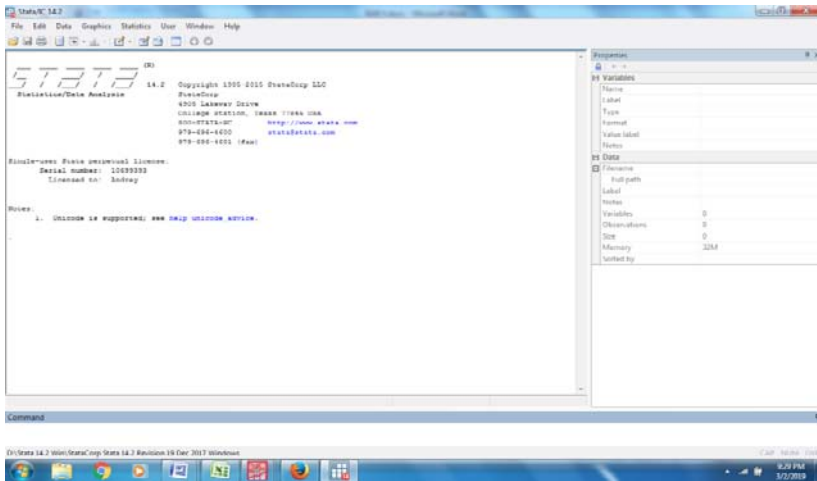 Stata/IC 14.2
File Edit Data Graphics Statistics User Window Help
(R)
14.2 Copyright 1985-2015 StataCorp LLC
Statistics/Data Analysis StataCorp
4905 Lakeway Drive
College Station, Texas 77845 USA
800-STATA-PC http://www.stata.com
979-696-4600 stata@stata.com
979-696-4601 (fax)
Single-user Stata perpetual license:
Serial number: 10699393
Licensed to: Andrey
Notes:
1. Unicode is supported; see help unicode_advice.
.
Command
D:\Stata 14.2 Win\StataCorp Stata 14.2 Revision 19 Dec 2017 Windows
CAP NUM
Properties
Variables
Name
Label
Type
Format
Value label
Notes
Data
Filename
Full path
Label
Notes
Variables 0
Observations 0
Size 0
Memory 32M
Sorted by
8:29 PM
3/2/2019